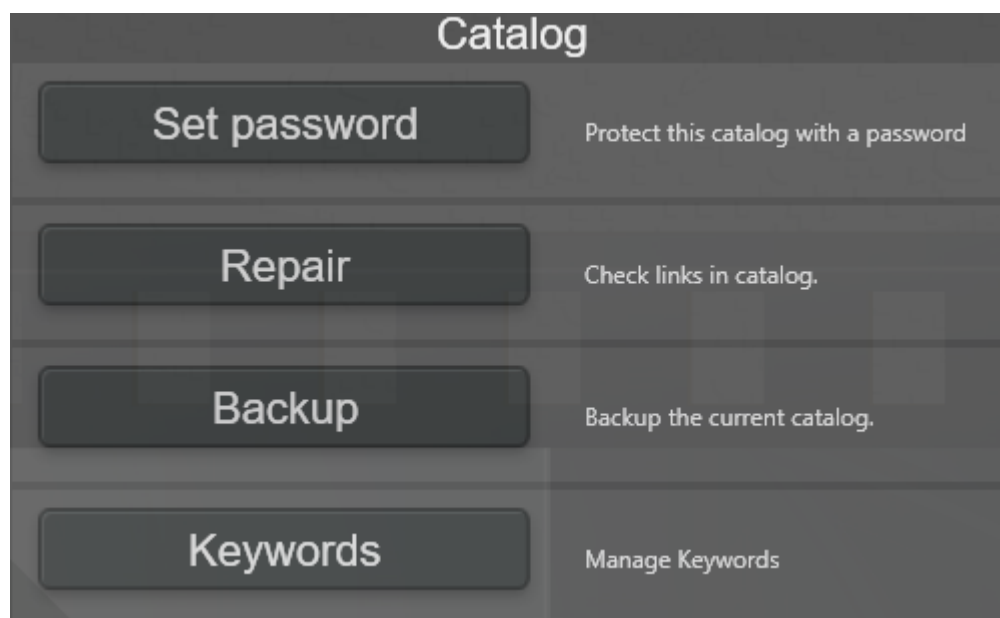 Catalog
Set password
Protect this catalog with a password
Repair
Check links in catalog.
Backup
Backup the current catalog.
Keywords
Manage Keywords